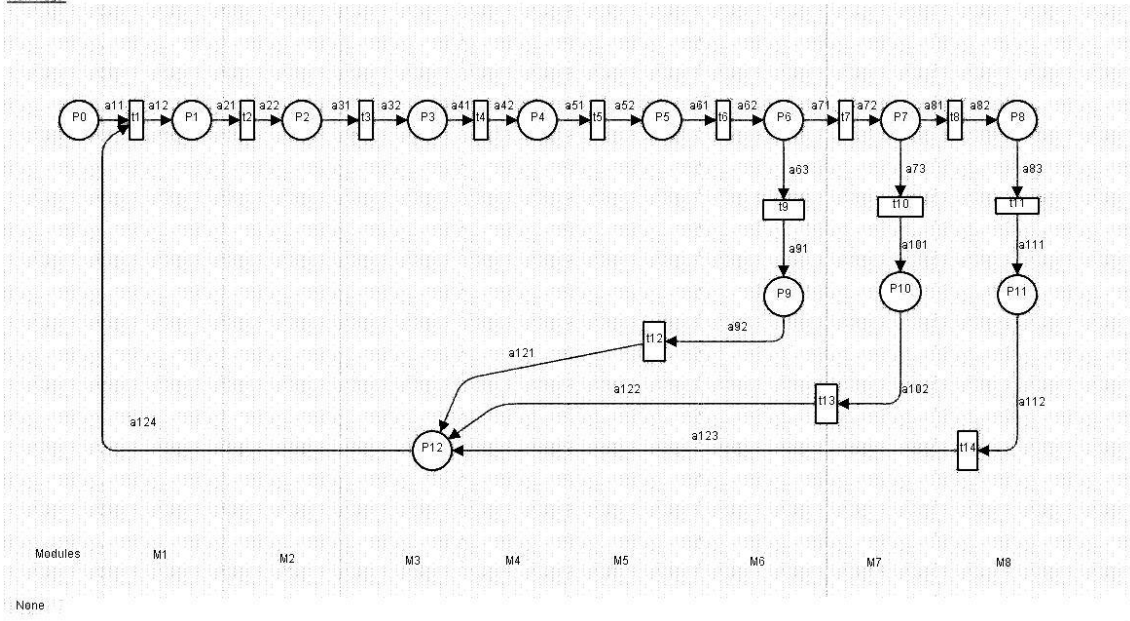 a11 a12 a21 a22 a31 a32 a41 a42 a51 a52 a61 a62 a71 a72 a81 a82
P0 t1 P1 t2 P2 t3 P3 t4 P4 t5 P5 t6 P6 t7 P7 t8 P8
a63 a73 a83
t9 t10 t11
a91 a101 a111
P9 P10 P11
a92
t12
a121
a122 t13 a102
a112
a124 a123
P12 t14
Modules M1 M2 M3 M4 M5 M6 M7 M8
None